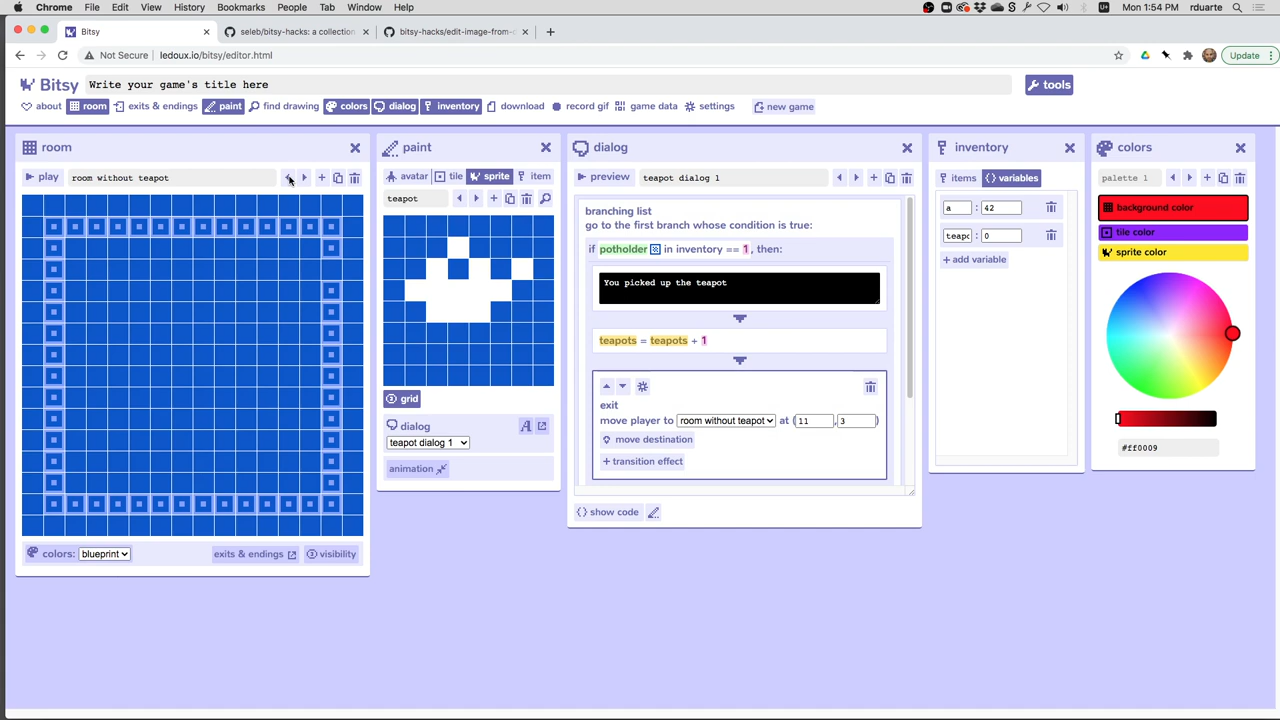 Chrome File Edit View History Bookmarks People Tab Window Help Mon 1:54 PM rduarte
Bitsy seleb/bitsy-hacks: a collection bitsy-hacks/edit-image-from-
Not Secure ledoux.io/bitsy/editor.html Update
Bitsy Write your game's title here tools
about room exits & endings paint find drawing colors dialog inventory download record gif game data settings new game
room
play room without teapot
colors: blueprint exits & endings visibility
paint
avatar tile sprite item
teapot
grid
dialog
teapot dialog 1
animation
dialog
preview teapot dialog 1
branching list
go to the first branch whose condition is true:
if potholder in inventory == 1, then:
You picked up the teapot
teapots = teapots + 1
exit
move player to room without teapot at (11,3)
move destination
+ transition effect
show code
inventory
items variables
a : 42
teapo : 0
+ add variable
colors
palette 1
background color
tile color
sprite color
#ff0009